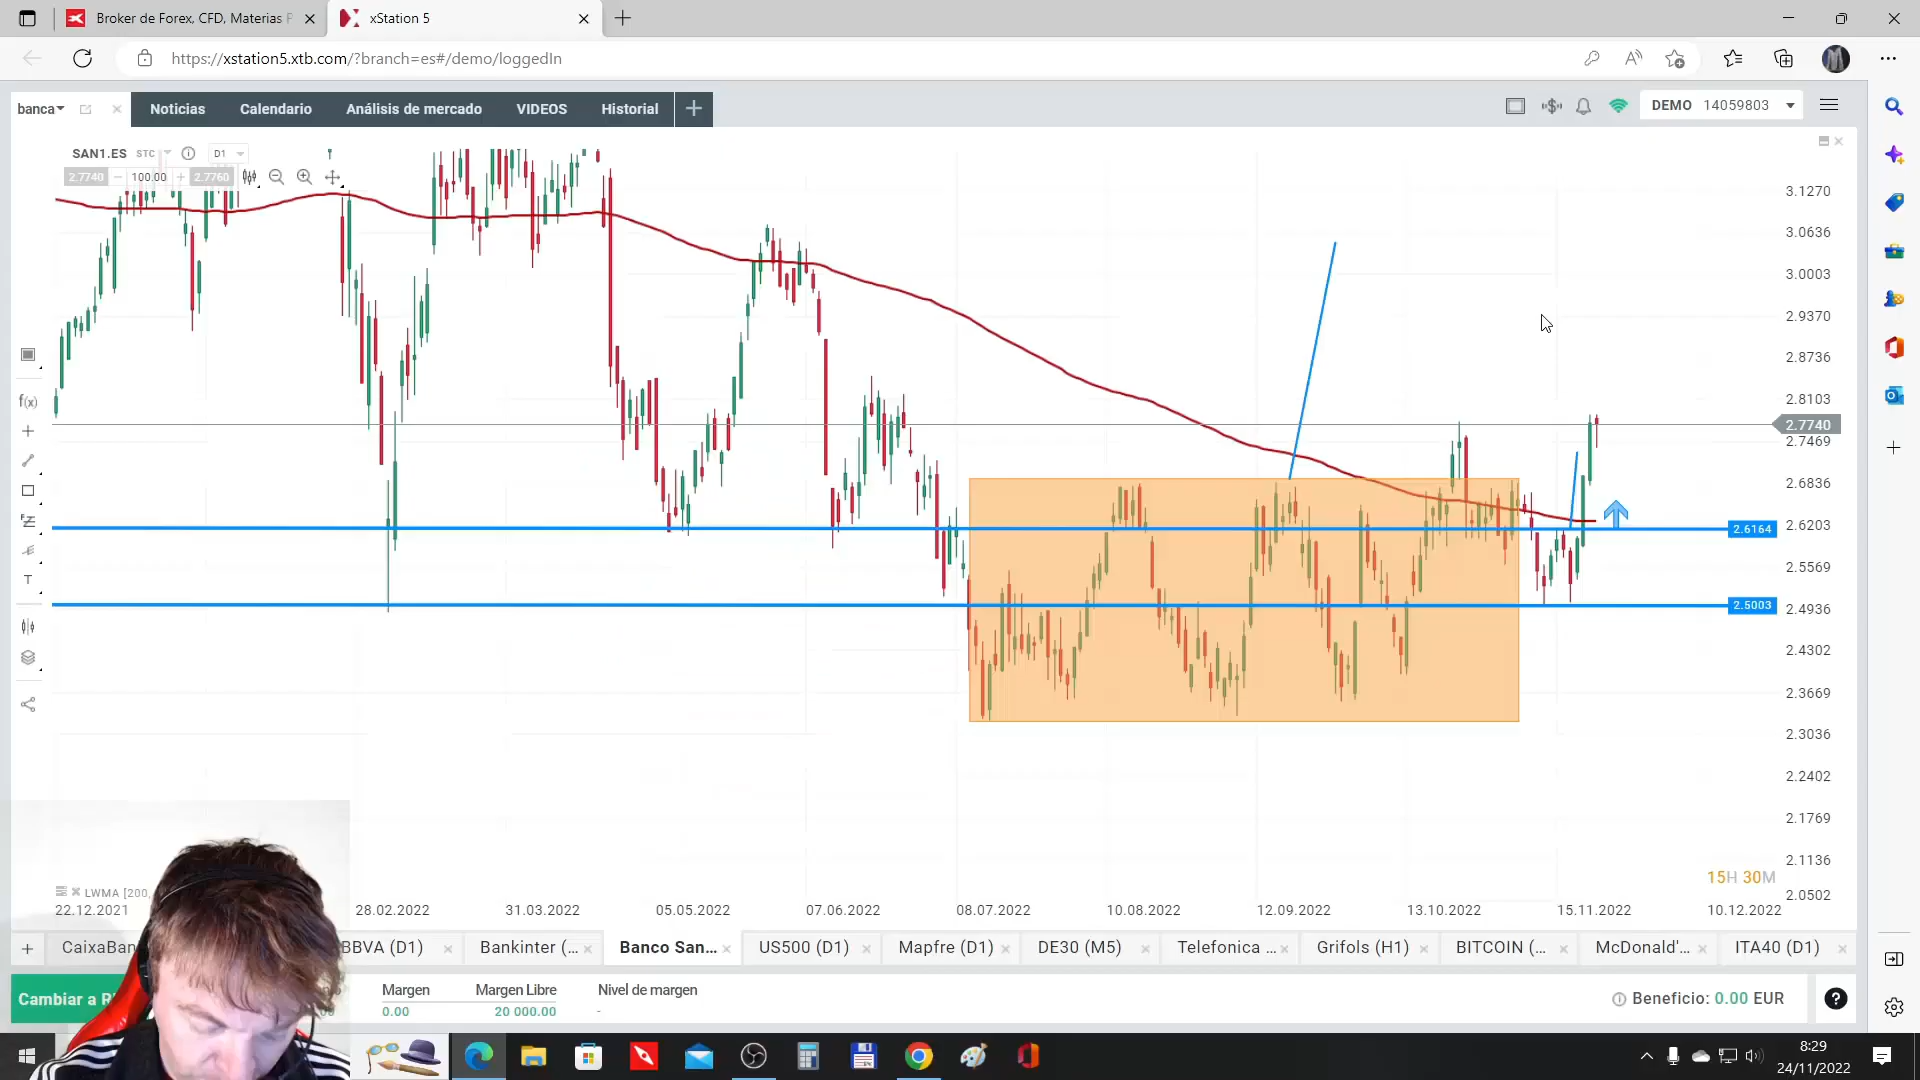 Broker de Forex, CFD, Materias P
xStation 5
https://xstation5.xtb.com/?branch=es#/demo/loggedIn
banca
Noticias
Calendario
Análisis de mercado
VIDEOS
Historial
DEMO 14059803
SAN1.ES STC D1
2.7740 − 100.00 + 2.7760
3.1270
3.0636
3.0003
2.9370
2.8736
2.8103
2.7740
2.7469
2.6836
2.6203
2.6164
2.5569
2.5003
2.4936
2.4302
2.3669
2.3036
2.2402
2.1769
2.1136
2.0502
f(x)
T
15H 30M
LWMA [200,
22.12.2021
28.02.2022
31.03.2022
05.05.2022
07.06.2022
08.07.2022
10.08.2022
12.09.2022
13.10.2022
15.11.2022
10.12.2022
CaixaBan
BBVA (D1)
Bankinter (...
Banco San...
US500 (D1)
Mapfre (D1)
DE30 (M5)
Telefonica ...
Grifols (H1)
BITCOIN (...
McDonald'...
ITA40 (D1)
Cambiar a R
Margen
0.00
Margen Libre
20 000.00
Nivel de margen
-
Beneficio: 0.00 EUR
8:29
24/11/2022